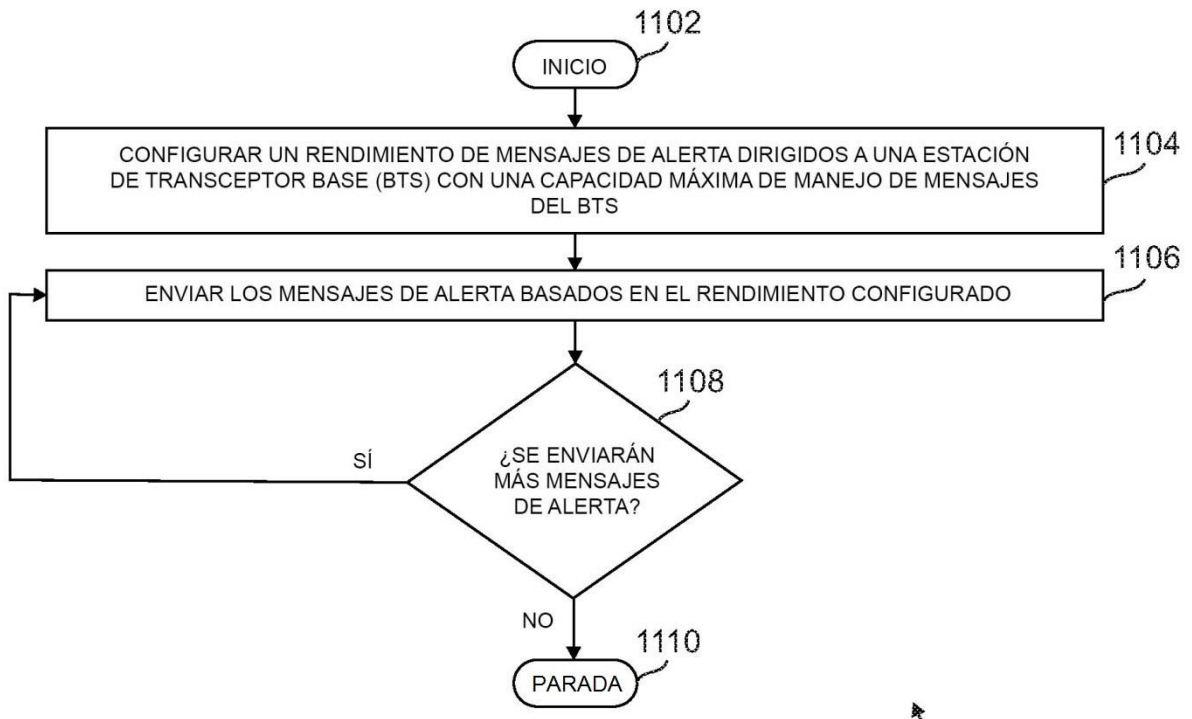 1102
INICIO
CONFIGURAR UN RENDIMIENTO DE MENSAJES DE ALERTA DIRIGIDOS A UNA ESTACIÓN
DE TRANSCEPTOR BASE (BTS) CON UNA CAPACIDAD MÁXIMA DE MANEJO DE MENSAJES
DEL BTS
1104
1106
ENVIAR LOS MENSAJES DE ALERTA BASADOS EN EL RENDIMIENTO CONFIGURADO
1108
SÍ
¿SE ENVIARÁN
MÁS MENSAJES
DE ALERTA?
NO
1110
PARADA